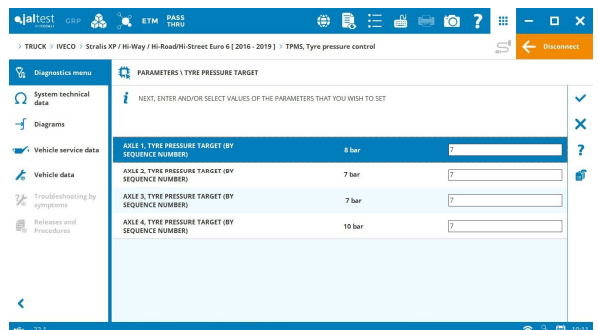 jaltest GRP ETM PASS THRU
> TRUCK > IVECO > Stralis XP / Hi-Way / Hi-Road/Hi-Street Euro 6 [ 2016 - 2019 ] > TPMS, Tyre pressure control
Disconnect
Diagnostics menu
PARAMETERS \ TYRE PRESSURE TARGET
System technical data
NEXT, ENTER AND/OR SELECT VALUES OF THE PARAMETERS THAT YOU WISH TO SET
Diagrams
Vehicle service data
Vehicle data
Troubleshooting by symptoms
Releases and Procedures
AXLE 1, TYRE PRESSURE TARGET (BY
SEQUENCE NUMBER)
8 bar
7
AXLE 2, TYRE PRESSURE TARGET (BY
SEQUENCE NUMBER)
7 bar
7
AXLE 3, TYRE PRESSURE TARGET (BY
SEQUENCE NUMBER)
7 bar
7
AXLE 4, TYRE PRESSURE TARGET (BY
SEQUENCE NUMBER)
10 bar
7
22.1
10:11